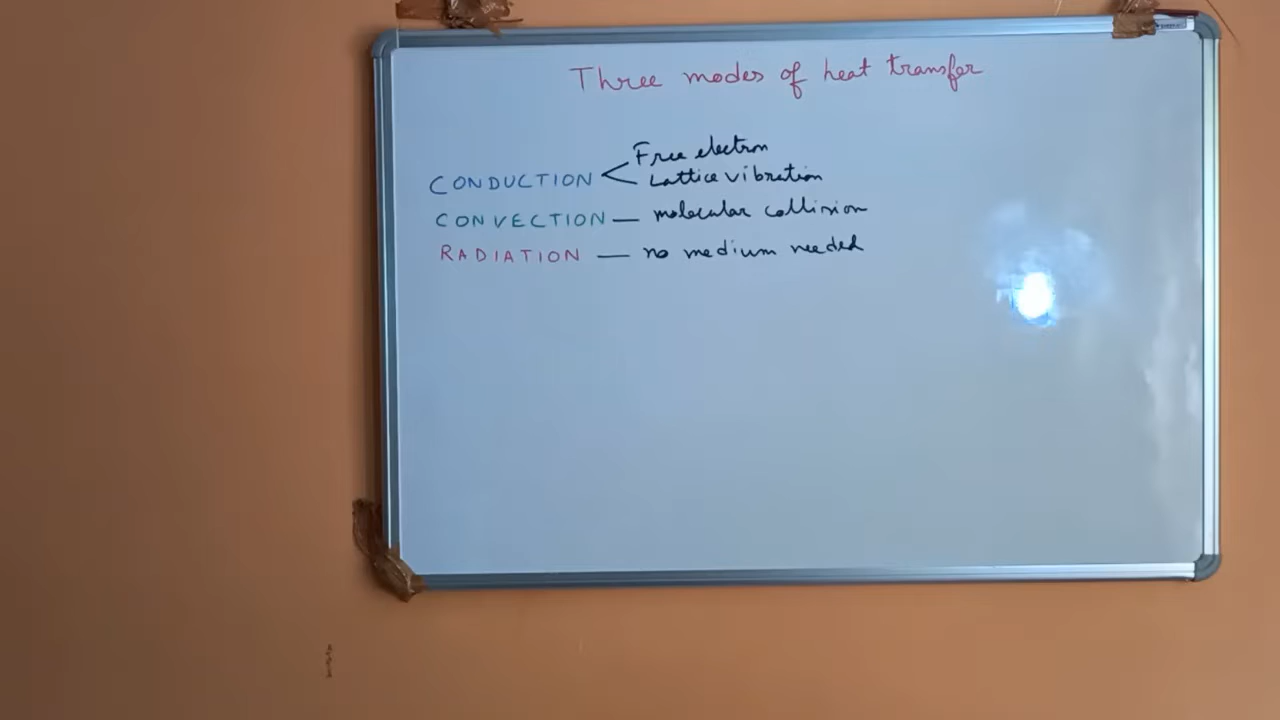 Three modes of heat transfer
CONDUCTION < Free electron
Lattice vibration
CONVECTION — molecular collision
RADIATION — no medium needed